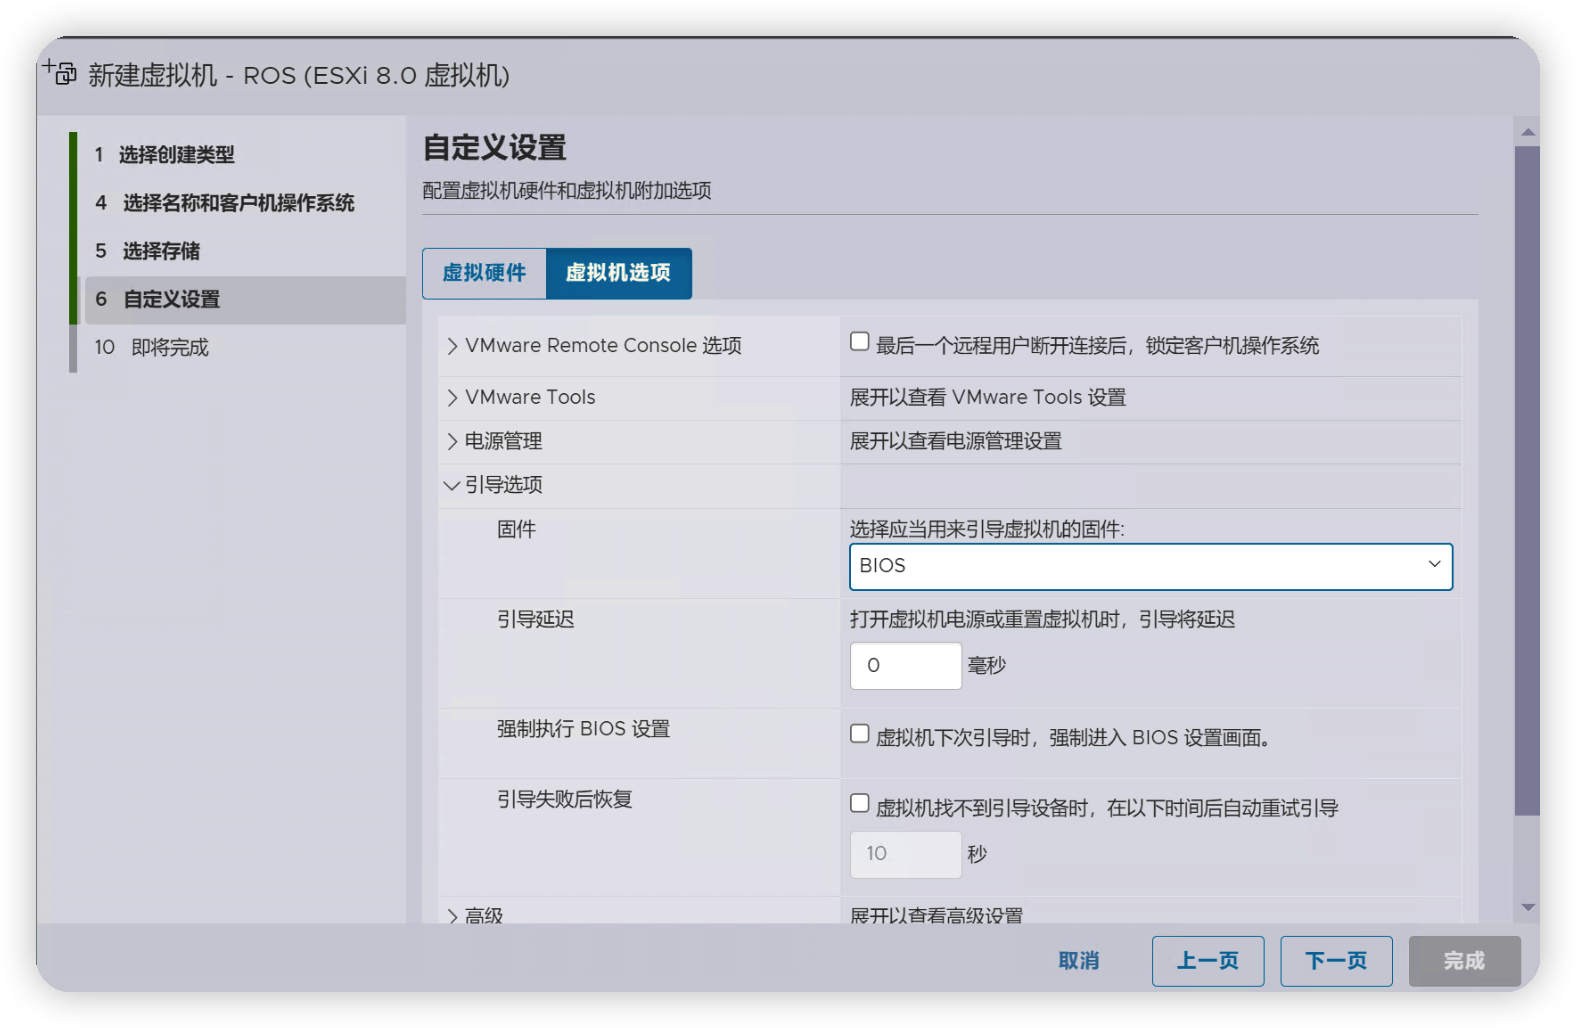 新建虚拟机 - ROS (ESXi 8.0 虚拟机)
1 选择创建类型
4 选择名称和客户机操作系统
5 选择存储
6 自定义设置
10 即将完成
自定义设置
配置虚拟机硬件和虚拟机附加选项
虚拟硬件 虚拟机选项
VMware Remote Console 选项 最后一个远程用户断开连接后，锁定客户机操作系统
VMware Tools 展开以查看 VMware Tools 设置
电源管理 展开以查看电源管理设置
引导选项
固件 选择应当用来引导虚拟机的固件:
BIOS
引导延迟 打开虚拟机电源或重置虚拟机时，引导将延迟
0 毫秒
强制执行 BIOS 设置 虚拟机下次引导时，强制进入 BIOS 设置画面。
引导失败后恢复 虚拟机找不到引导设备时，在以下时间后自动重试引导
10 秒
高级 展开以查看高级设置
取消 上一页 下一页 完成